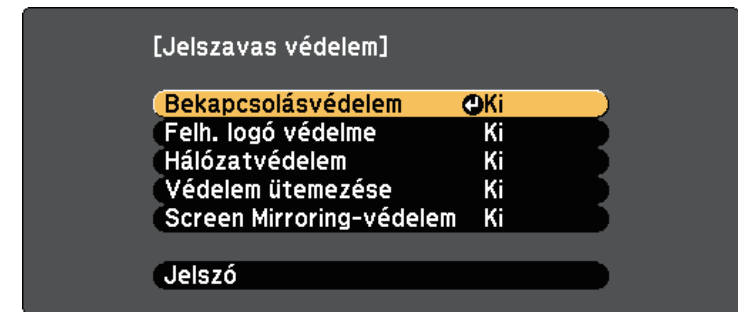 [Jelszavas védelem]
Bekapcsolásvédelem Ki
Felh. logó védelme Ki
Hálózatvédelem Ki
Védelem ütemezése Ki
Screen Mirroring-védelem Ki
Jelszó